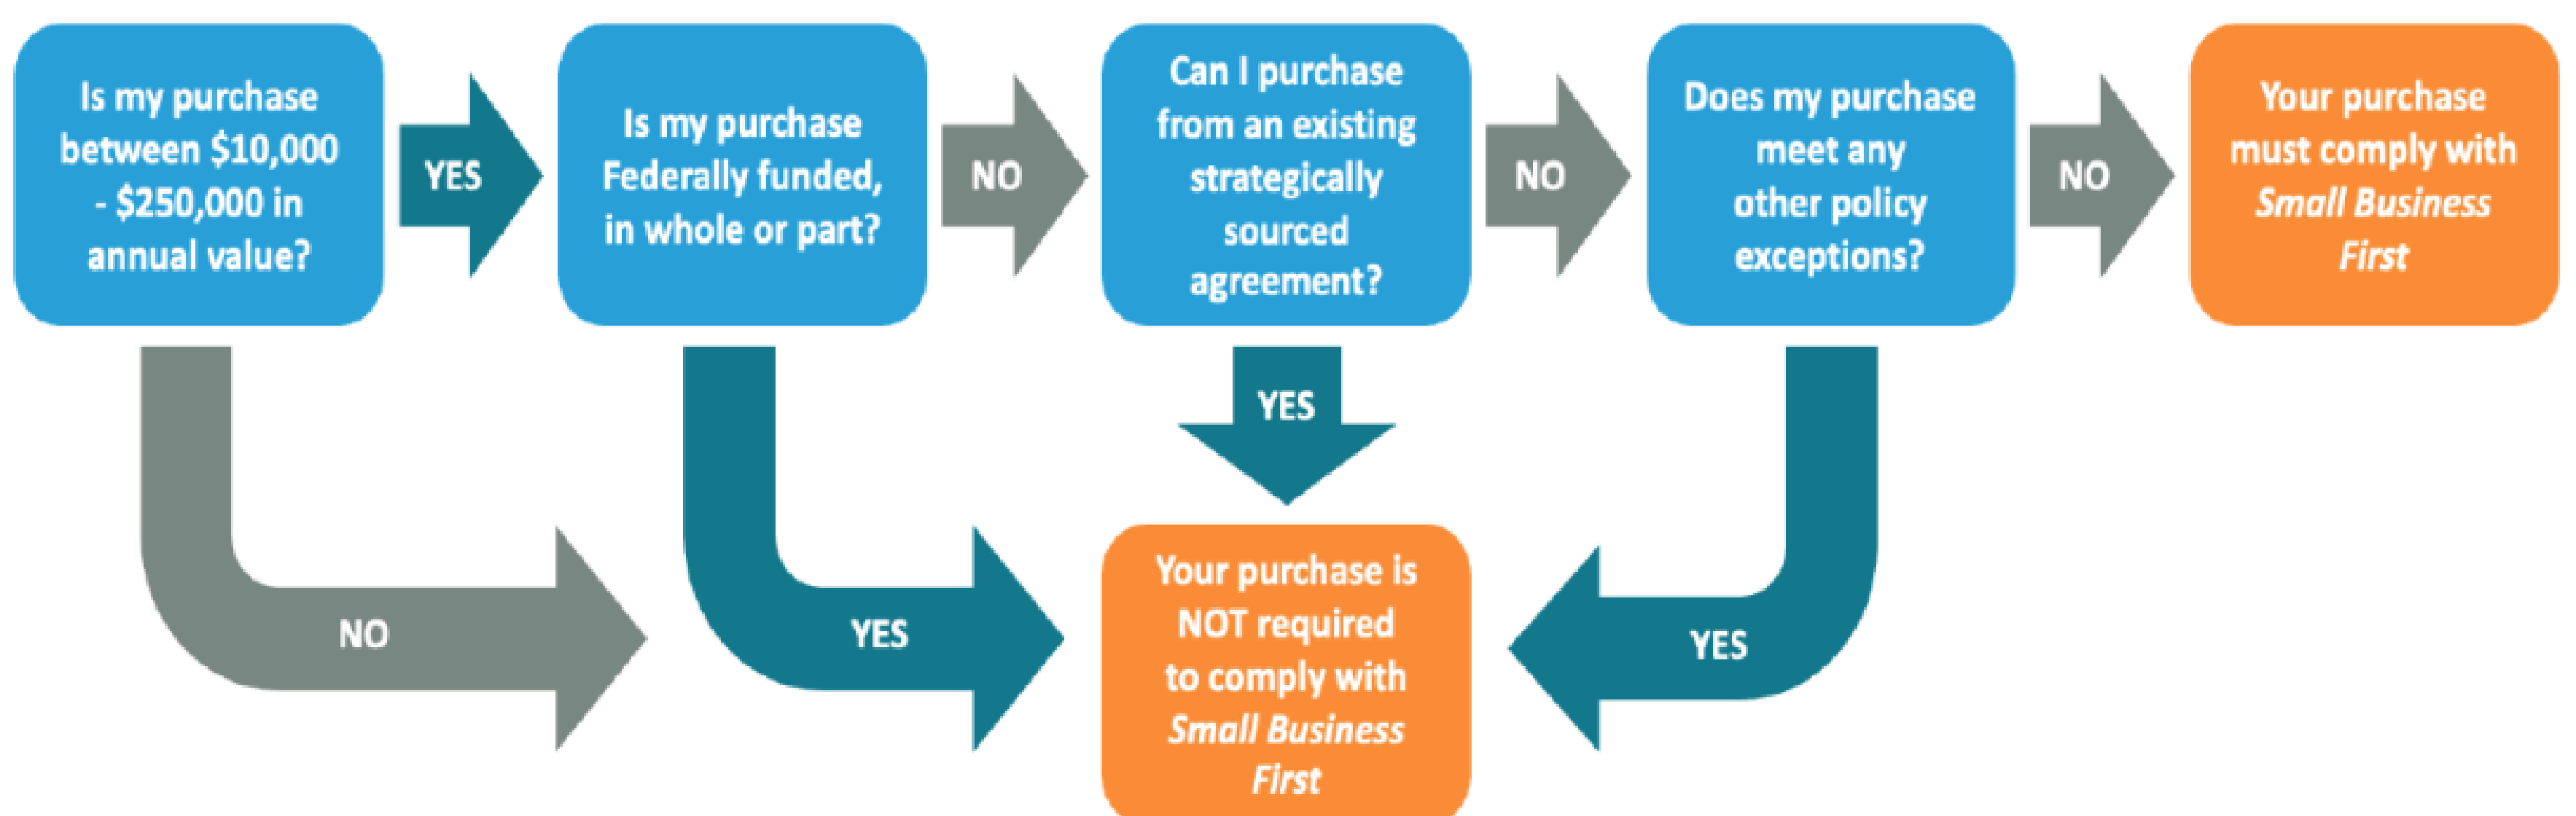 Is my purchase
between $10,000
- $250,000 in
annual value?
YES
Is my purchase
Federally funded,
in whole or part?
NO
Can I purchase
from an existing
strategically
sourced
agreement?
NO
Does my purchase
meet any
other policy
exceptions?
NO
Your purchase
must comply with
Small Business
First
NO
YES
YES
Your purchase is
NOT required
to comply with
Small Business
First
YES